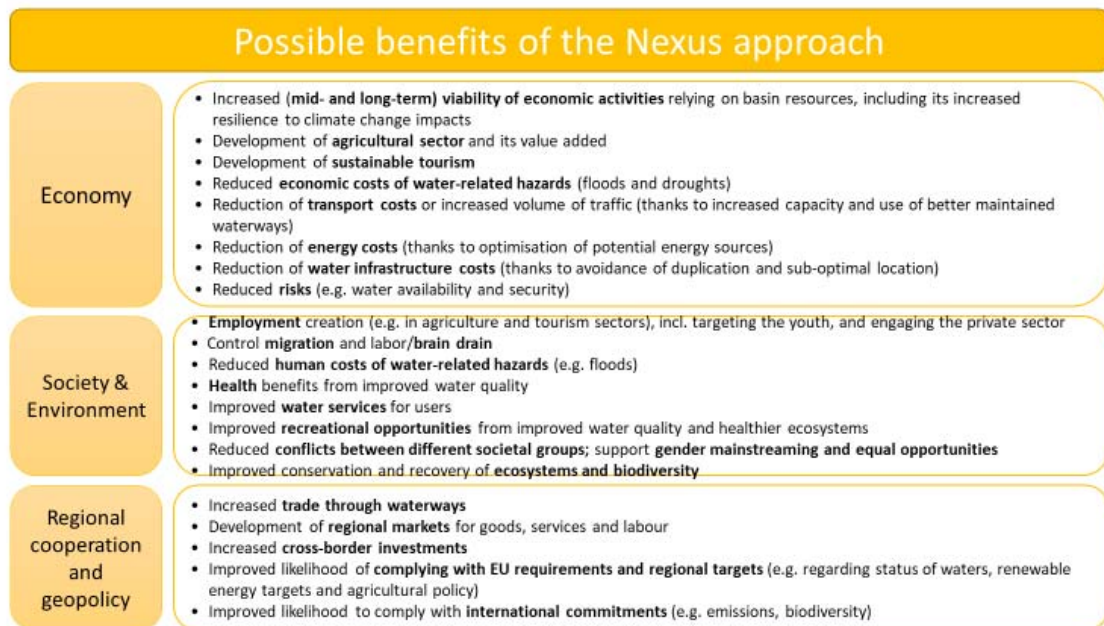 Possible benefits of the Nexus approach
Economy
• Increased (mid- and long-term) viability of economic activities relying on basin resources, including its increased
resilience to climate change impacts
• Development of agricultural sector and its value added
• Development of sustainable tourism
• Reduced economic costs of water-related hazards (floods and droughts)
• Reduction of transport costs or increased volume of traffic (thanks to increased capacity and use of better maintained
waterways)
• Reduction of energy costs (thanks to optimisation of potential energy sources)
• Reduction of water infrastructure costs (thanks to avoidance of duplication and sub-optimal location)
• Reduced risks (e.g. water availability and security)
Society &
Environment
• Employment creation (e.g. in agriculture and tourism sectors), incl. targeting the youth, and engaging the private sector
• Control migration and labor/brain drain
• Reduced human costs of water-related hazards (e.g. floods)
• Health benefits from improved water quality
• Improved water services for users
• Improved recreational opportunities from improved water quality and healthier ecosystems
• Reduced conflicts between different societal groups; support gender mainstreaming and equal opportunities
• Improved conservation and recovery of ecosystems and biodiversity
Regional
cooperation
and
geopolicy
• Increased trade through waterways
• Development of regional markets for goods, services and labour
• Increased cross-border investments
• Improved likelihood of complying with EU requirements and regional targets (e.g. regarding status of waters, renewable
energy targets and agricultural policy)
• Improved likelihood to comply with international commitments (e.g. emissions, biodiversity)